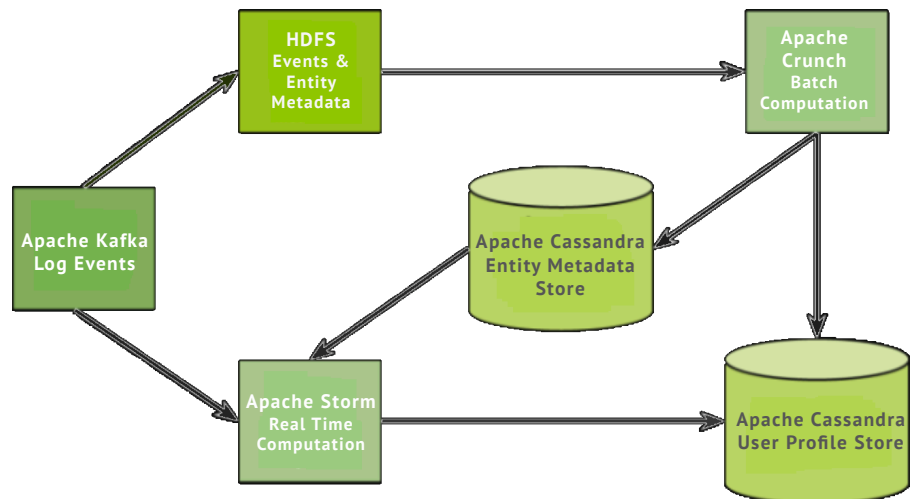 HDFS
Events &
Entity
Metadata
Apache
Crunch
Batch
Computation
Apache Kafka
Log Events
Apache Cassandra
Entity Metadata
Store
Apache Storm
Real Time
Computation
Apache Cassandra
User Profile Store